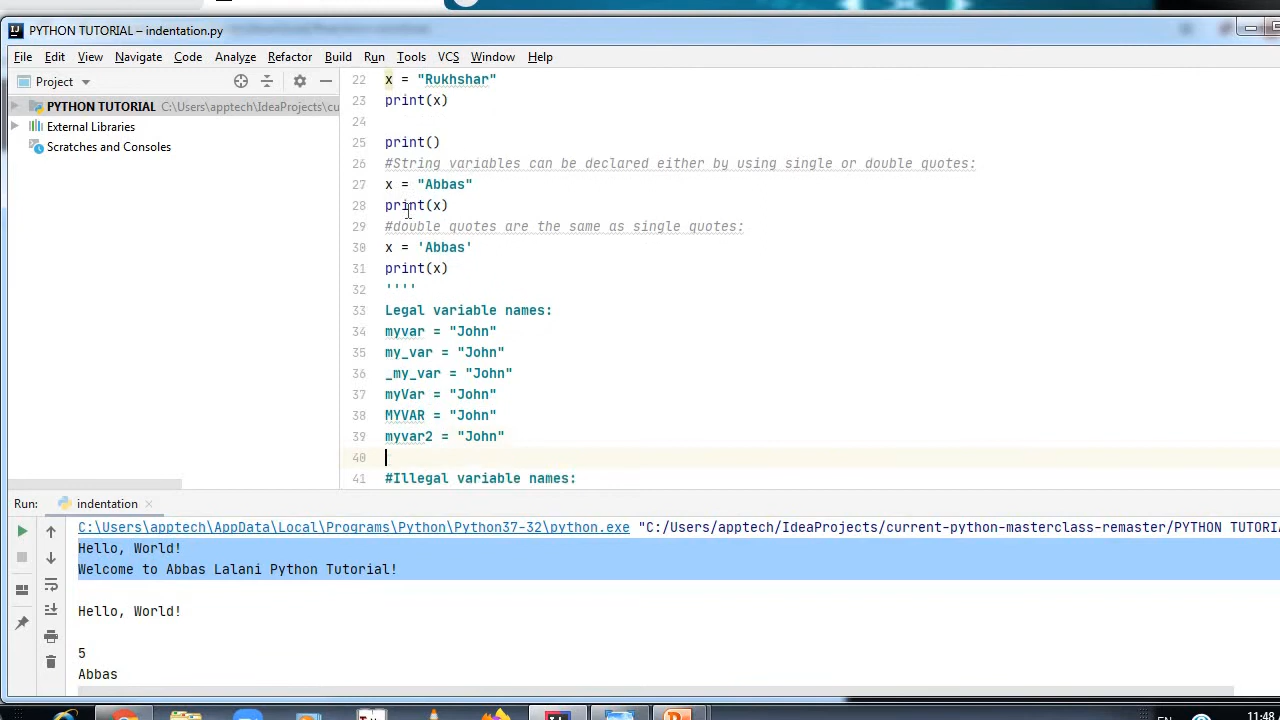 PYTHON TUTORIAL – indentation.py
File Edit View Navigate Code Analyze Refactor Build Run Tools VCS Window Help
Project
PYTHON TUTORIAL C:\Users\apptech\IdeaProjects\cu
External Libraries
Scratches and Consoles
22 x = "Rukhshar"
23 print(x)
24
25 print()
26 #String variables can be declared either by using single or double quotes:
27 x = "Abbas"
28 print(x)
29 #double quotes are the same as single quotes:
30 x = 'Abbas'
31 print(x)
32 ''''
33 Legal variable names:
34 myvar = "John"
35 my_var = "John"
36 _my_var = "John"
37 myVar = "John"
38 MYVAR = "John"
39 myvar2 = "John"
40
41 #Illegal variable names:
Run: indentation
C:\Users\apptech\AppData\Local\Programs\Python\Python37-32\python.exe "C:/Users/apptech/IdeaProjects/current-python-masterclass-remaster/PYTHON TUTORIA
Hello, World!
Welcome to Abbas Lalani Python Tutorial!
Hello, World!
5
Abbas
EN 11:48